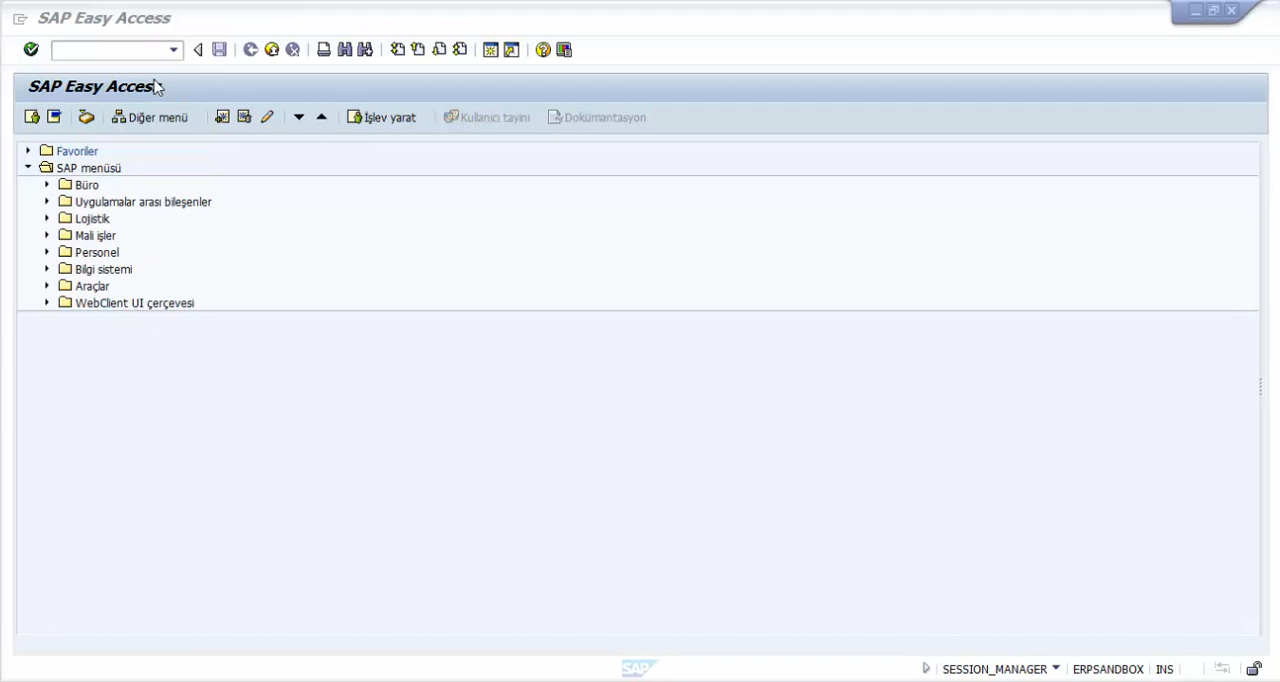 SAP Easy Access
SAP Easy Access
Diğer menü İşlev yarat Kullanıcı tayini Dokümantasyon
Favoriler
SAP menüsü
Büro
Uygulamalar arası bileşenler
Lojistik
Mali işler
Personel
Bilgi sistemi
Araçlar
WebClient UI çerçevesi
SAP SESSION_MANAGER ERPSANDBOX INS